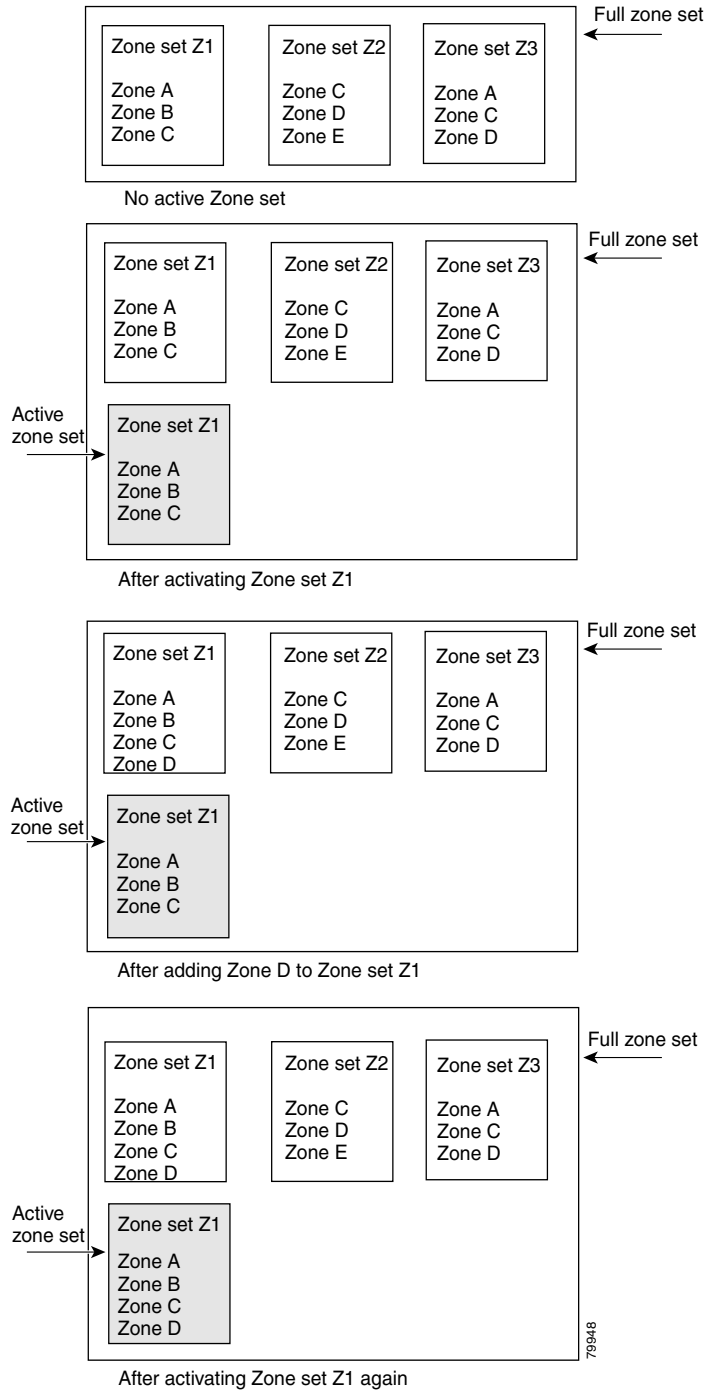 Full zone set
Zone set Z1
Zone A
Zone B
Zone C
Zone set Z2
Zone C
Zone D
Zone E
Zone set Z3
Zone A
Zone C
Zone D
No active Zone set
Full zone set
Zone set Z1
Zone A
Zone B
Zone C
Zone set Z2
Zone C
Zone D
Zone E
Zone set Z3
Zone A
Zone C
Zone D
Active
zone set
Zone set Z1
Zone A
Zone B
Zone C
After activating Zone set Z1
Full zone set
Zone set Z1
Zone A
Zone B
Zone C
Zone D
Zone set Z2
Zone C
Zone D
Zone E
Zone set Z3
Zone A
Zone C
Zone D
Active
zone set
Zone set Z1
Zone A
Zone B
Zone C
After adding Zone D to Zone set Z1
Full zone set
Zone set Z1
Zone A
Zone B
Zone C
Zone D
Zone set Z2
Zone C
Zone D
Zone E
Zone set Z3
Zone A
Zone C
Zone D
Active
zone set
Zone set Z1
Zone A
Zone B
Zone C
Zone D
79948
After activating Zone set Z1 again